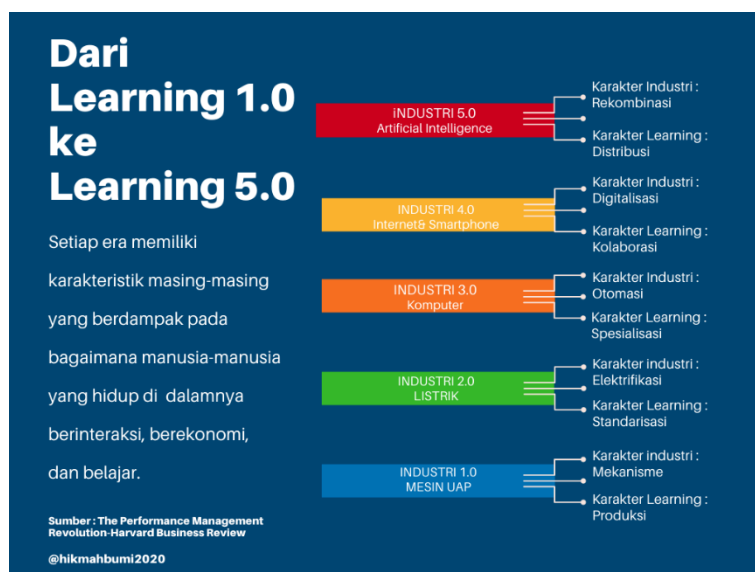 Dari
Learning 1.0
ke
Learning 5.0
Setiap era memiliki
karakteristik masing-masing
yang berdampak pada
bagaimana manusia-manusia
yang hidup di dalamnya
berinteraksi, berekonomi,
dan belajar.
Sumber : The Performance Management
Revolution-Harvard Business Review
@hikmahbumi2020
iNDUSTRI 5.0
Artificial Intelligence
Karakter Industri :
Rekombinasi
Karakter Learning :
Distribusi
INDUSTRI 4.0
Internet& Smartphone
Karakter Industri :
Digitalisasi
Karakter Learning :
Kolaborasi
INDUSTRI 3.0
Komputer
Karakter Industri :
Otomasi
Karakter Learning :
Spesialisasi
INDUSTRI 2.0
LISTRIK
Karakter industri :
Elektrifikasi
Karakter Learning :
Standarisasi
INDUSTRI 1.0
MESIN UAP
Karakter industri :
Mekanisme
Karakter Learning :
Produksi